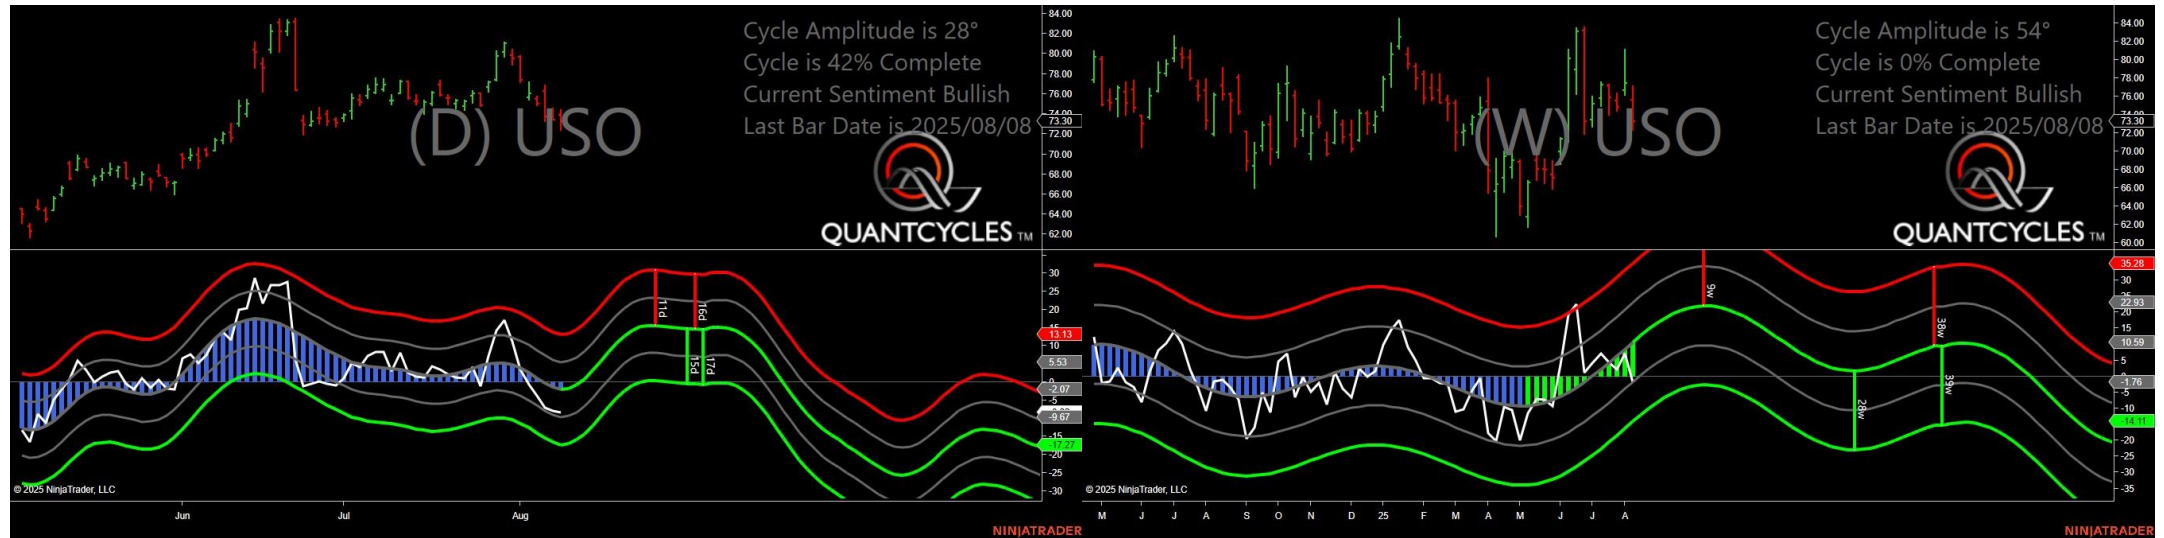 Cycle Amplitude is 28°
Cycle is 42% Complete
Current Sentiment Bullish
Last Bar Date is 2025/08/08
(D) USO
QUANTCYCLES TM
84.00
82.00
80.00
78.00
76.00
74.00
73.30
72.00
70.00
68.00
66.00
64.00
62.00
11d
16d
15d
17d
30
25
20
15
13.13
10
5.53
0
-2.07
-5
-9.67
-15
-17.27
-20
-25
-30
© 2025 NinjaTrader, LLC
Jun Jul Aug
NINJATRADER
Cycle Amplitude is 54°
Cycle is 0% Complete
Current Sentiment Bullish
Last Bar Date is 2025/08/08
(W) USO
QUANTCYCLES TM
84.00
82.00
80.00
78.00
76.00
74.00
73.30
72.00
70.00
68.00
66.00
64.00
62.00
60.00
9w
28w
38w
39w
35.28
30
22.93
20
15
10.59
5
-1.76
-5
-10
-14.11
-20
-25
-30
-35
© 2025 NinjaTrader, LLC
M J J A S O N D 25 F M A M J J A
NINJATRADER